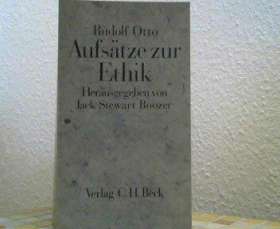 Rudolf Otto
Aufsätze zur
Ethik
Herausgegeben von
Jack Stewart Boozer
Verlag C.H.Beck